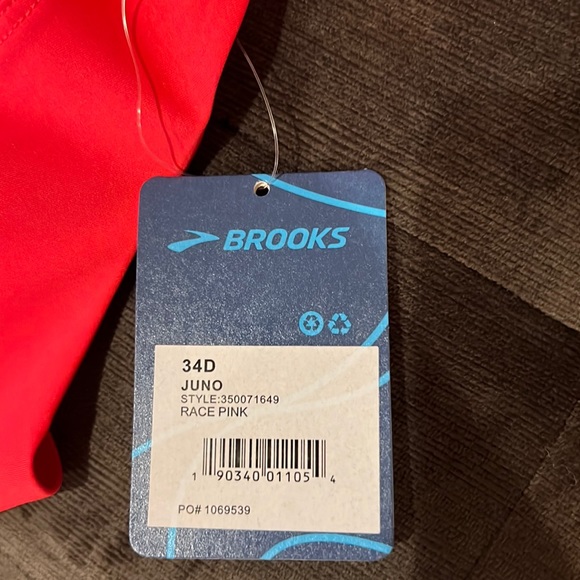 BROOKS
34D
JUNO
STYLE:350071649
RACE PINK
1 90340 01105 4
PO# 1069539